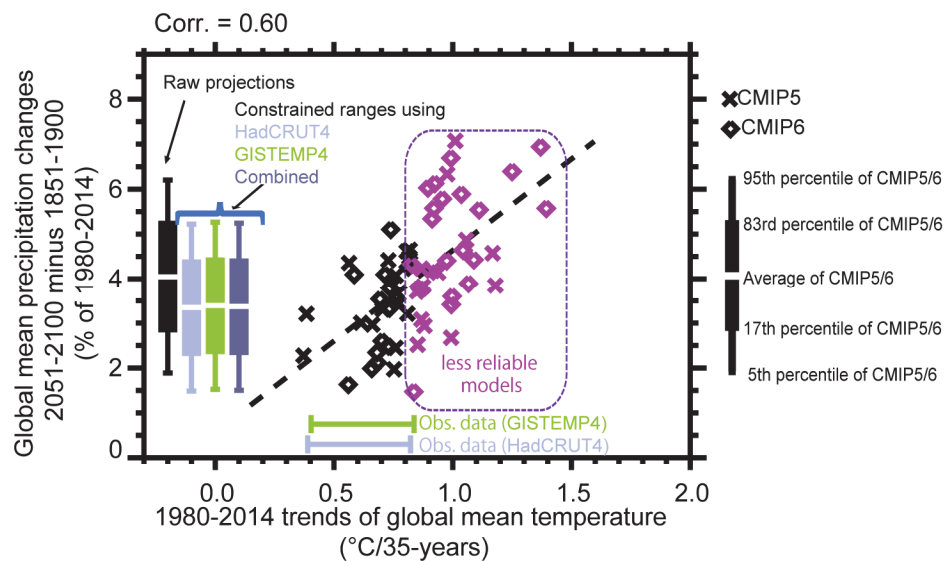 Corr. = 0.60
Global mean precipitation changes
2051-2100 minus 1851-1900
(% of 1980-2014)
8
6
4
2
0
Raw projections
Constrained ranges using
HadCRUT4
GISTEMP4
Combined
less reliable
models
Obs. data (GISTEMP4)
Obs. data (HadCRUT4)
0.0 0.5 1.0 1.5 2.0
1980-2014 trends of global mean temperature
(°C/35-years)
CMIP5
CMIP6
95th percentile of CMIP5/6
83rd percentile of CMIP5/6
Average of CMIP5/6
17th percentile of CMIP5/6
5th percentile of CMIP5/6